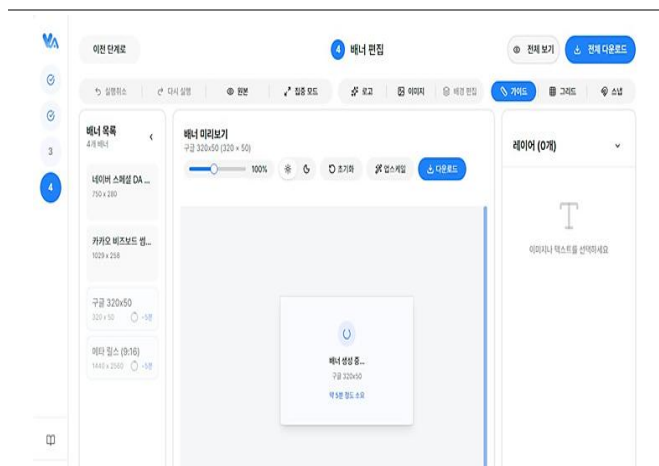 이전 단계로
4 배너 편집
전체 보기
전체 다운로드
실행취소
다시 실행
원본
집중 모드
로고
이미지
배경 편집
가이드
그리드
스냅
3
4
배너 목록
4개 배너
네이버 스페셜 DA ...
750 x 280
카카오 비즈보드 썸...
1029 x 258
구글 320x50
320 x 50 ~5분
메타 릴스 (9:16)
1440 x 2560 ~5분
배너 미리보기
구글 320x50 (320 × 50)
100%
초기화
업스케일
다운로드
배너 생성 중...
구글 320x50
약 5분 정도 소요
레이어 (0개)
이미지나 텍스트를 선택하세요